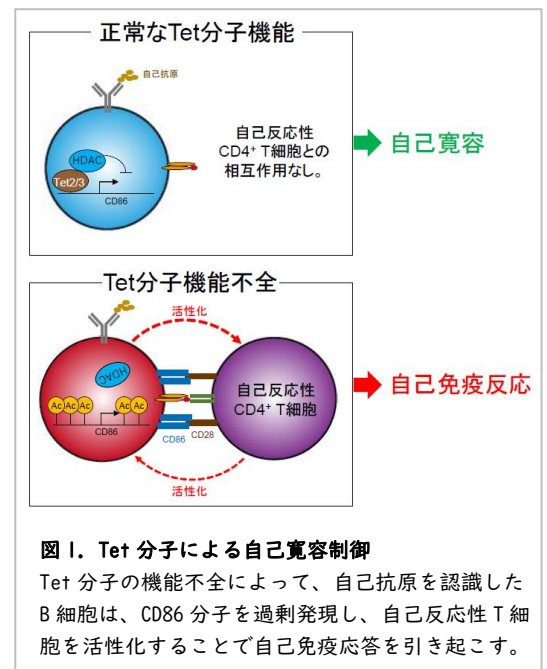 正常なTet分子機能
自己抗原
HDAC
Tet2/3
CD86
自己反応性
CD4⁺ T細胞との
相互作用なし。
自己寛容
Tet分子機能不全
活性化
HDAC
Ac Ac Ac Ac Ac
CD86
CD86
CD28
自己反応性
CD4⁺ T細胞
活性化
自己免疫反応
図1. Tet 分子による自己寛容制御
Tet 分子の機能不全によって、自己抗原を認識した
B 細胞は、CD86 分子を過剰発現し、自己反応性 T 細
胞を活性化することで自己免疫応答を引き起こす。